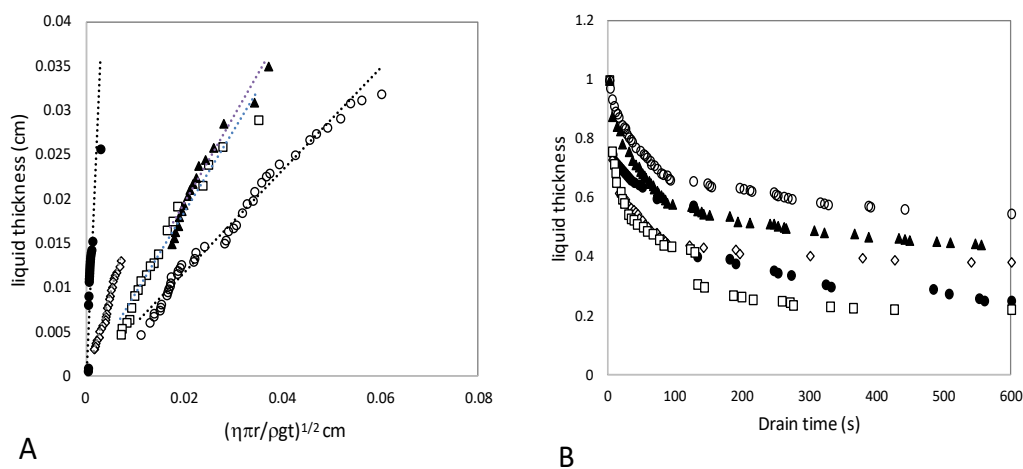 0.04
0.035
0.03
0.025
0.02
0.015
0.01
0.005
0
liquid thickness (cm)
0 0.02 0.04 0.06 0.08
(ηπr/ρgt)1/2 cm
A
1.2
1
0.8
0.6
0.4
0.2
0
liquid thickness
0 100 200 300 400 500 600
Drain time (s)
B